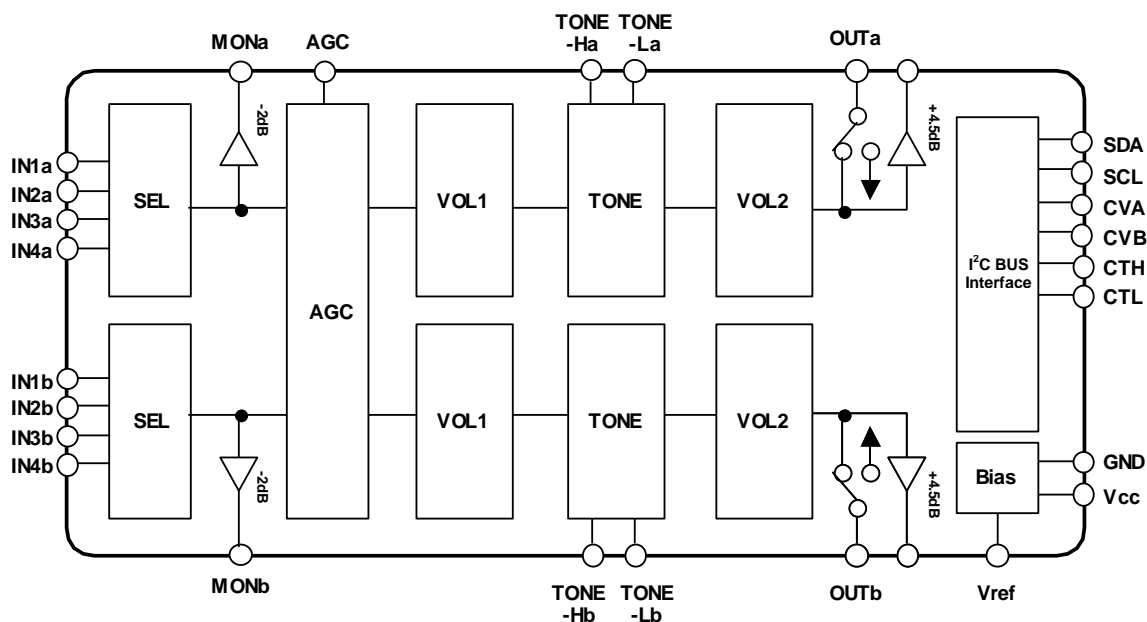 MONa
AGC
TONE
-Ha
TONE
-La
OUTa
-2dB
+4.5dB
IN1a
IN2a
IN3a
IN4a
SEL
VOL1
TONE
VOL2
SDA
SCL
CVA
CVB
CTH
CTL
I²C BUS
Interface
AGC
IN1b
IN2b
IN3b
IN4b
SEL
VOL1
TONE
VOL2
-2dB
+4.5dB
Bias
GND
Vcc
MONb
TONE
-Hb
TONE
-Lb
OUTb
Vref